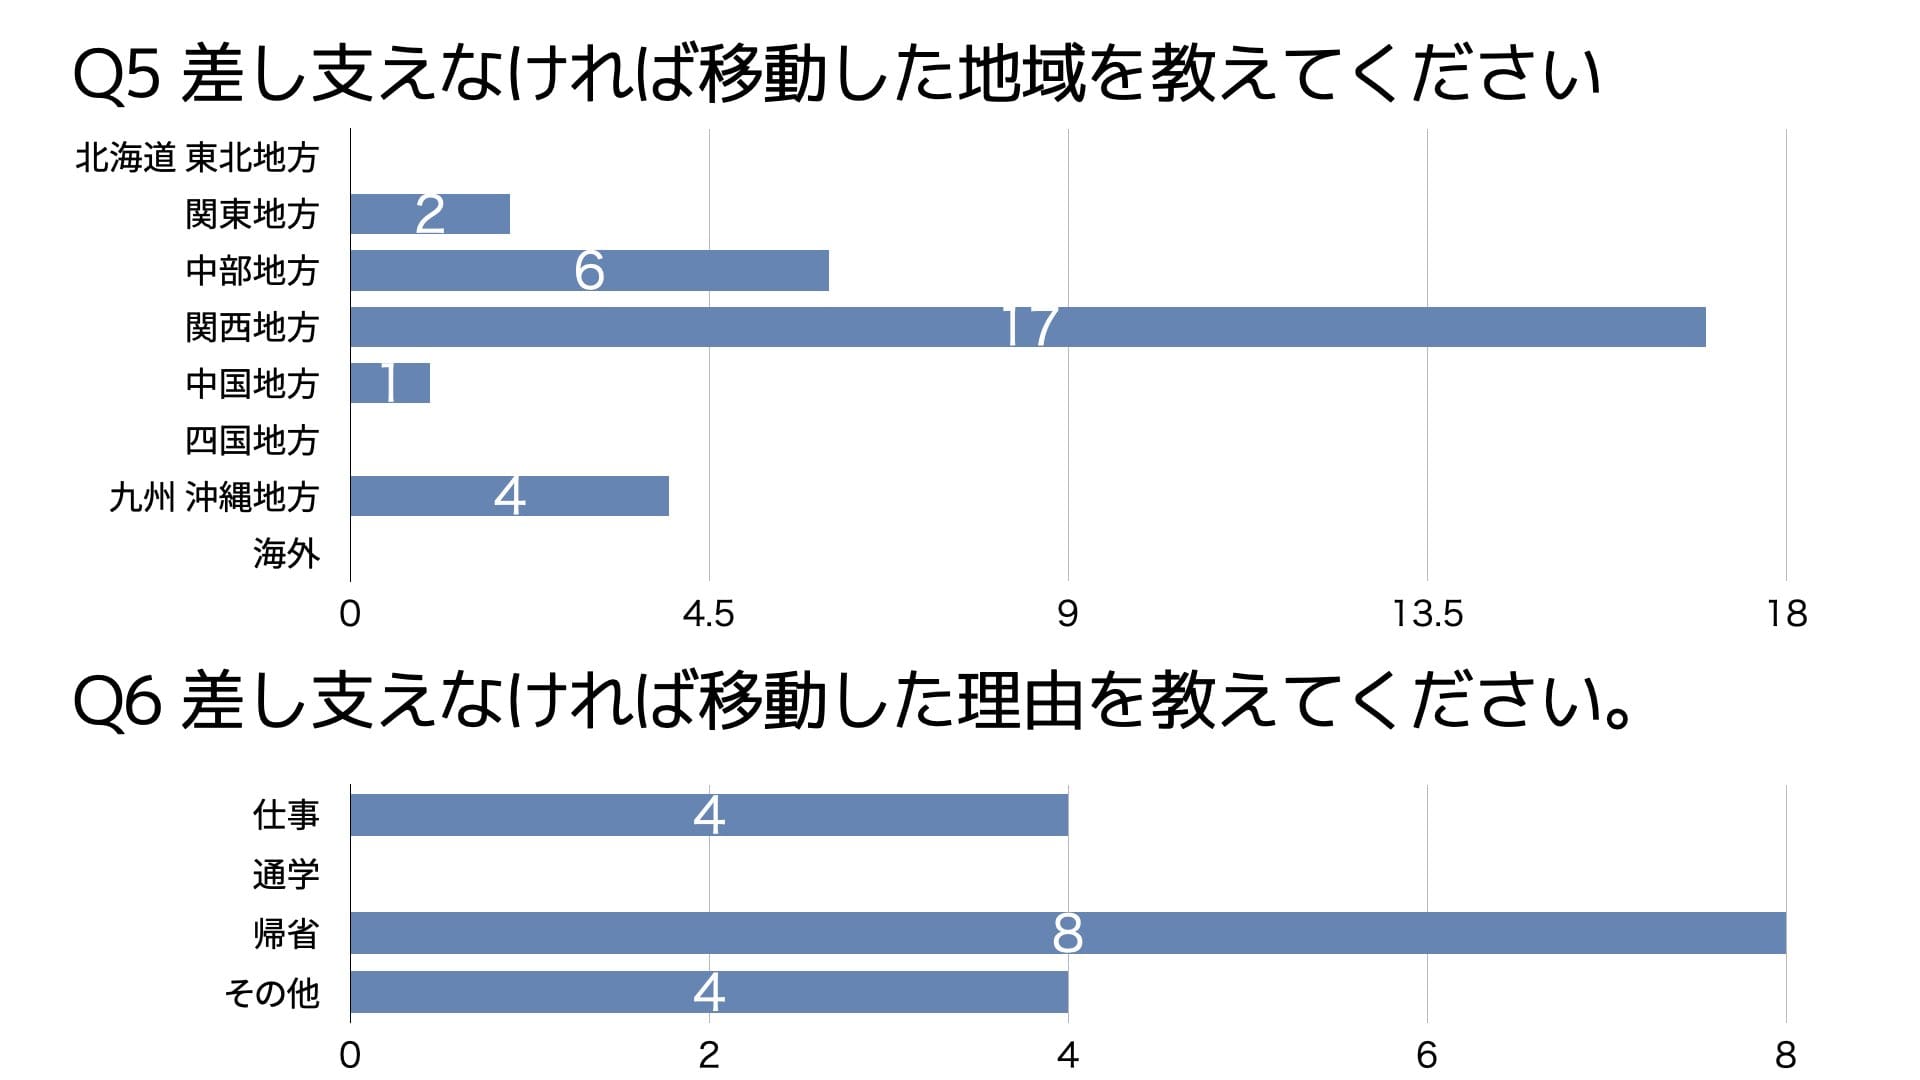 Q5 差し支えなければ移動した地域を教えてください
北海道 東北地方
関東地方 2
中部地方 6
関西地方 17
中国地方 1
四国地方
九州 沖縄地方 4
海外
0 4.5 9 13.5 18
Q6 差し支えなければ移動した理由を教えてください。
仕事 4
通学
帰省 8
その他 4
0 2 4 6 8